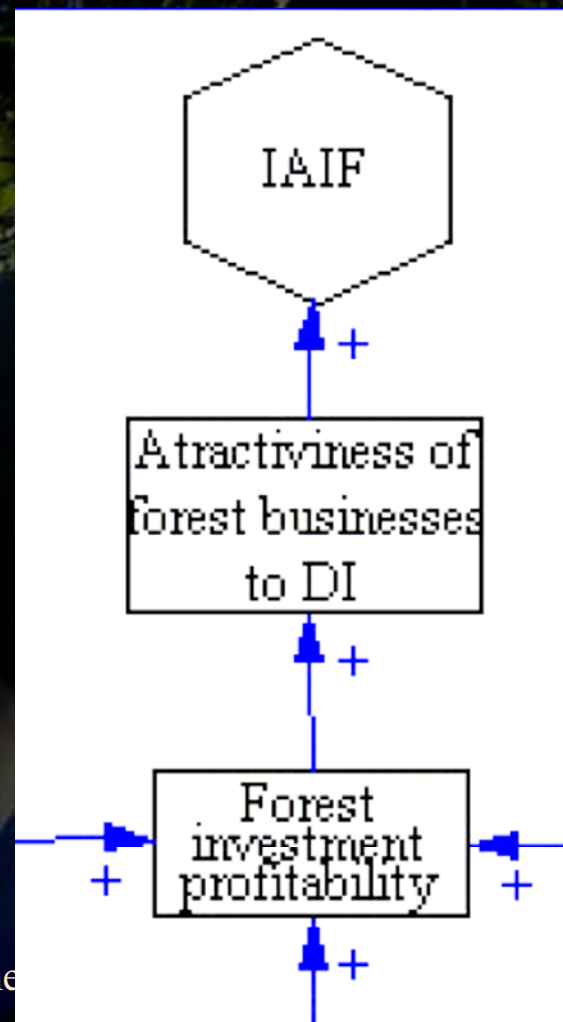 IAIF
+
Atractiviness of
forest businesses
to DI
+
Forest
investment
profitability
+
+
+